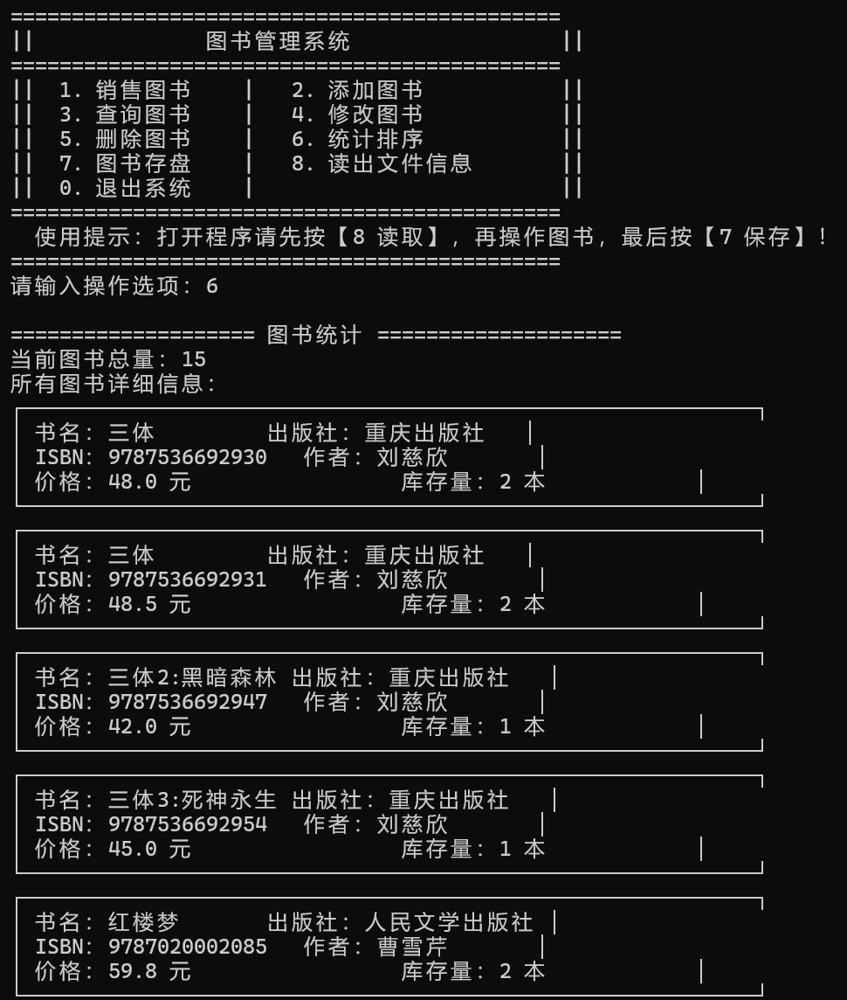 =============================================
||              图书管理系统                 ||
=============================================
||  1. 销售图书    |   2. 添加图书           ||
||  3. 查询图书    |   4. 修改图书           ||
||  5. 删除图书    |   6. 统计排序           ||
||  7. 图书存盘    |   8. 读出文件信息       ||
||  0. 退出系统    |                         ||
=============================================
  使用提示：打开程序请先按【8 读取】，再操作图书，最后按【7 保存】！
=============================================
请输入操作选项：6
==================== 图书统计 ====================
当前图书总量：15
所有图书详细信息：
书名：三体         出版社：重庆出版社    │
ISBN：9787536692930   作者：刘慈欣        │
价格：48.0 元                 库存量：2 本             │
书名：三体         出版社：重庆出版社    │
ISBN：9787536692931   作者：刘慈欣        │
价格：48.5 元                 库存量：2 本             │
书名：三体2:黑暗森林 出版社：重庆出版社    │
ISBN：9787536692947   作者：刘慈欣        │
价格：42.0 元                 库存量：1 本             │
书名：三体3:死神永生 出版社：重庆出版社    │
ISBN：9787536692954   作者：刘慈欣        │
价格：45.0 元                 库存量：1 本             │
书名：红楼梦       出版社：人民文学出版社  │
ISBN：9787020002085   作者：曹雪芹        │
价格：59.8 元                 库存量：2 本             │